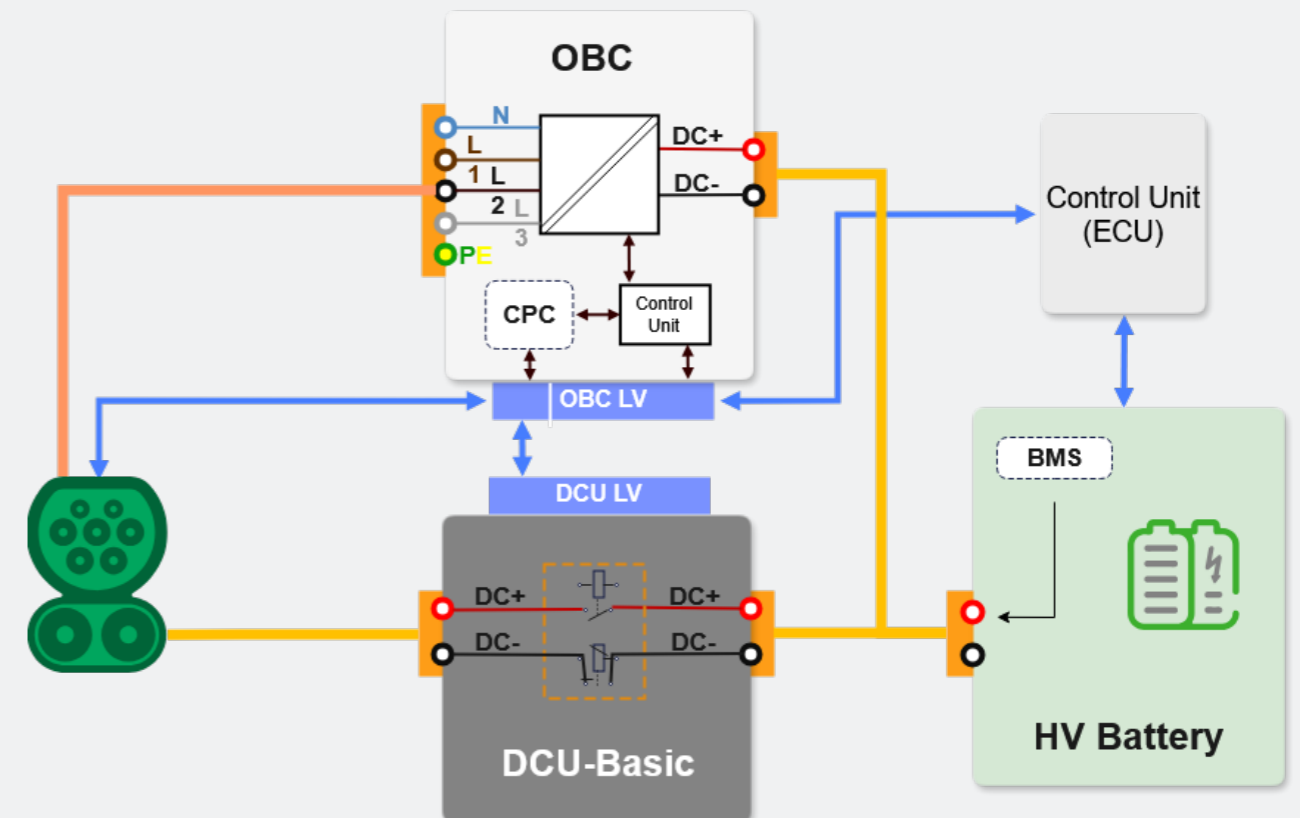 OBC
N
L
1
L
2
L
3
PE
DC+
DC-
CPC
Control
Unit
OBC LV
Control Unit
(ECU)
DCU LV
BMS
DC+
DC+
DC-
DC-
DCU-Basic
HV Battery